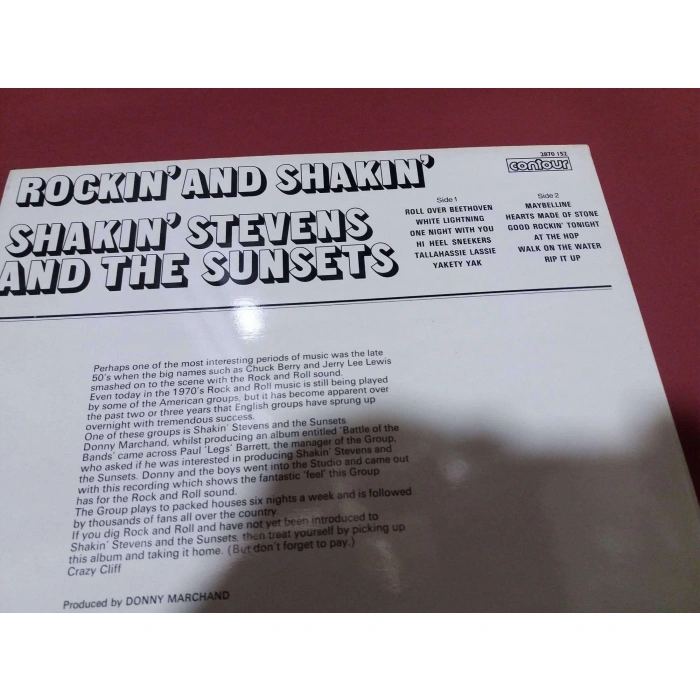 2870 152
contour
ROCKIN' AND SHAKIN'
SHAKIN' STEVENS
AND THE SUNSETS
Side 1
ROLL OVER BEETHOVEN
WHITE LIGHTNING
ONE NIGHT WITH YOU
HI HEEL SNEEKERS
TALLAHASSIE LASSIE
YAKETY YAK
Side 2
MAYBELLINE
HEARTS MADE OF STONE
GOOD ROCKIN' TONIGHT
AT THE HOP
WALK ON THE WATER
RIP IT UP
Perhaps one of the most interesting periods of music was the late
50's when the big names such as Chuck Berry and Jerry Lee Lewis
smashed on to the scene with the Rock and Roll sound.
Even today in the 1970's Rock and Roll music is still being played
by some of the American groups, but it has become apparent over
the past two or three years that English groups have sprung up
overnight with tremendous success.
One of these groups is Shakin' Stevens and the Sunsets
Donny Marchand, whilst producing an album entitled 'Battle of the
Bands' came across Paul 'Legs' Barrett, the manager of the Group,
who asked if he was interested in producing Shakin' Stevens and
the Sunsets. Donny and the boys went into the Studio and came out
with this recording which shows the fantastic 'feel' this Group
has for the Rock and Roll sound.
The Group plays to packed houses six nights a week and is followed
by thousands of fans all over the country
If you dig Rock and Roll and have not yet been introduced to
Shakin' Stevens and the Sunsets, then treat yourself by picking up
this album and taking it home. (But don't forget to pay.)
Crazy Cliff
Produced by DONNY MARCHAND